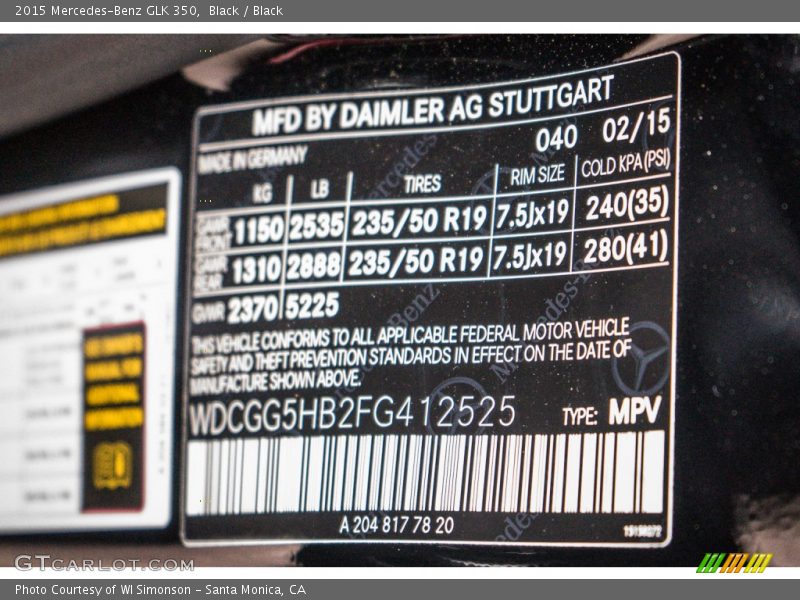 2015 Mercedes-Benz GLK 350, Black / Black
MFD BY DAIMLER AG STUTTGART
MADE IN GERMANY 040 02/15
KG LB TIRES RIM SIZE COLD KPA(PSI)
GAWR FRONT 1150 2535 235/50 R19 7.5Jx19 240(35)
GAWR REAR 1310 2888 235/50 R19 7.5Jx19 280(41)
GVWR 2370 5225
THIS VEHICLE CONFORMS TO ALL APPLICABLE FEDERAL MOTOR VEHICLE
SAFETY AND THEFT PREVENTION STANDARDS IN EFFECT ON THE DATE OF
MANUFACTURE SHOWN ABOVE.
WDCGG5HB2FG412525 TYPE: MPV
A 204 817 78 20
GTCARLOT.COM
Photo Courtesy of WI Simonson - Santa Monica, CA